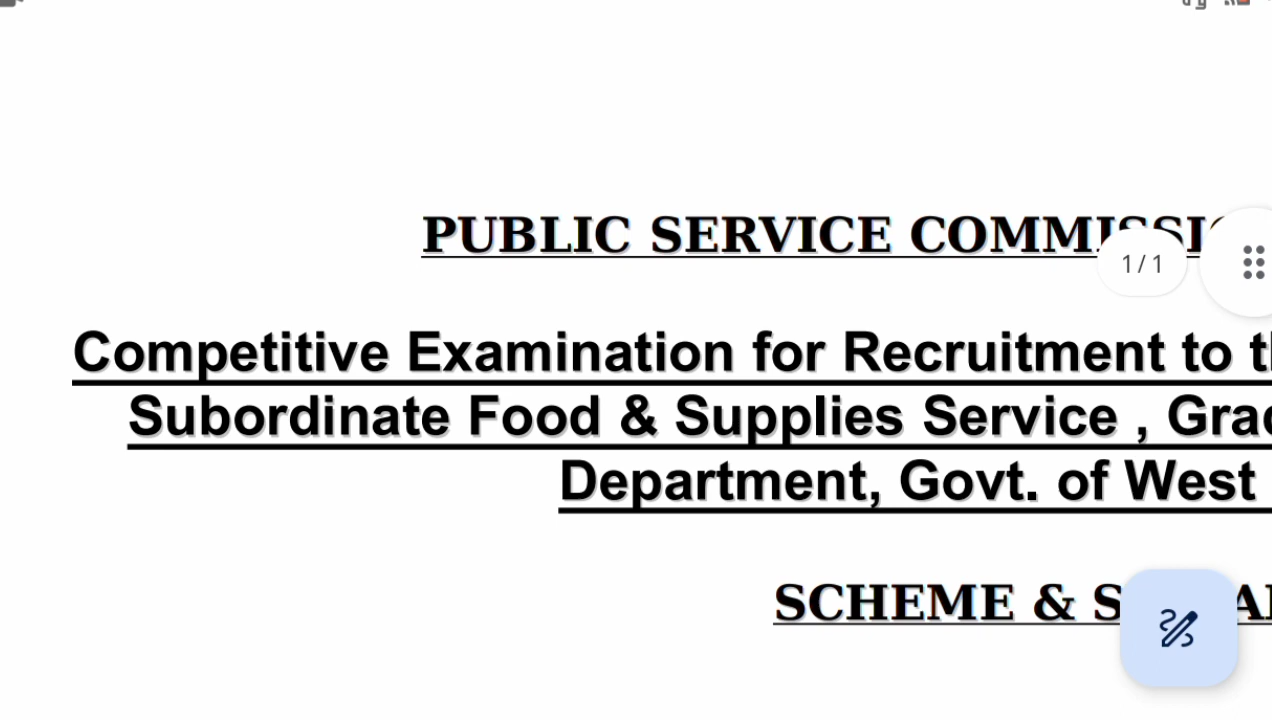 PUBLIC SERVICE COMMISSI
1 / 1
Competitive Examination for Recruitment to
Subordinate Food & Supplies Service ,
Department, Govt. of West
SCHEME &